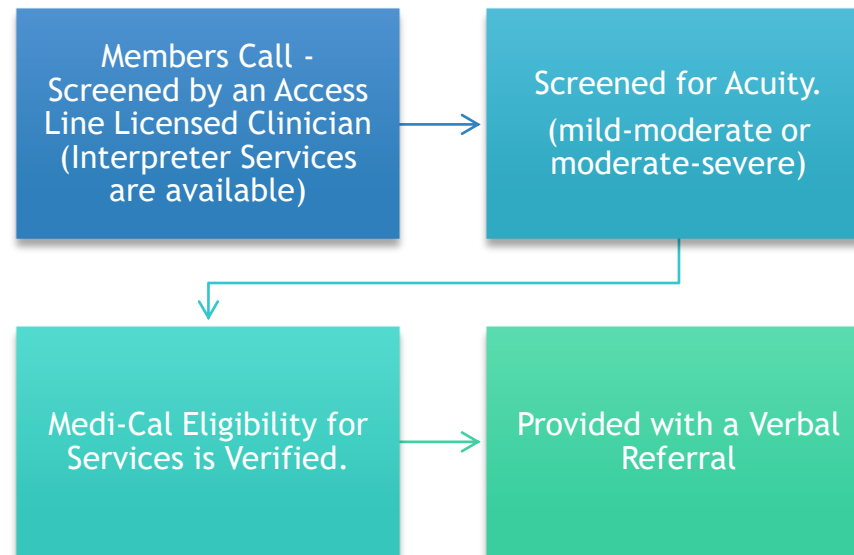 Members Call -
Screened by an Access
Line Licensed Clinician
(Interpreter Services
are available)
Screened for Acuity.
(mild-moderate or
moderate-severe)
Medi-Cal Eligibility for
Services is Verified.
Provided with a Verbal
Referral